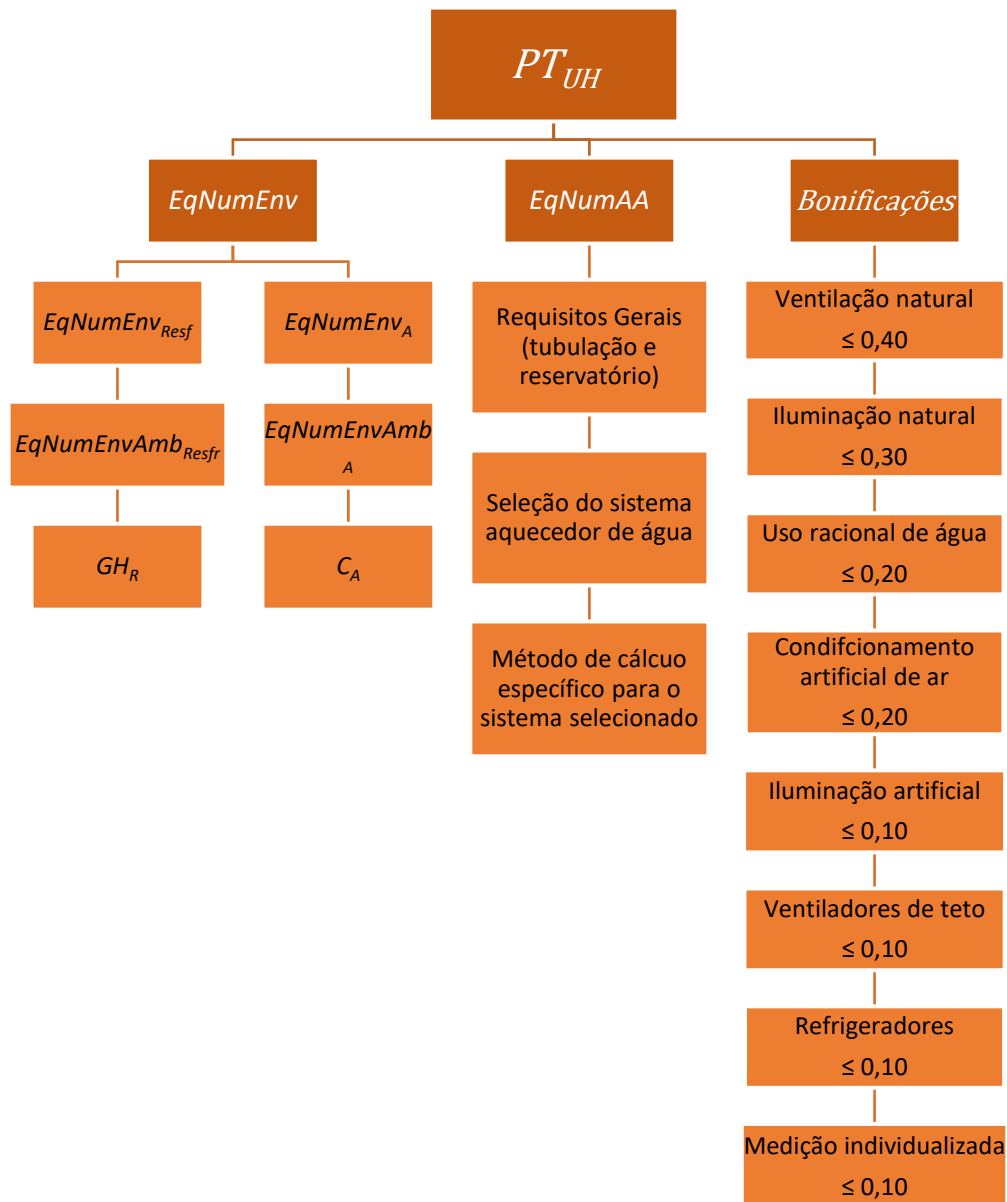 PT_UH
EqNumEnv
EqNumAA
Bonificações
EqNumEnv_Resf
EqNumEnv_A
EqNumEnvAmb_Resfr
EqNumEnvAmb
A
GH_R
C_A
Requisitos Gerais
(tubulação e
reservatório)
Seleção do sistema
aquecedor de água
Método de cálcuo
específico para o
sistema selecionado
Ventilação natural
≤ 0,40
Iluminação natural
≤ 0,30
Uso racional de água
≤ 0,20
Condifcionamento
artificial de ar
≤ 0,20
Iluminação artificial
≤ 0,10
Ventiladores de teto
≤ 0,10
Refrigeradores
≤ 0,10
Medição individualizada
≤ 0,10